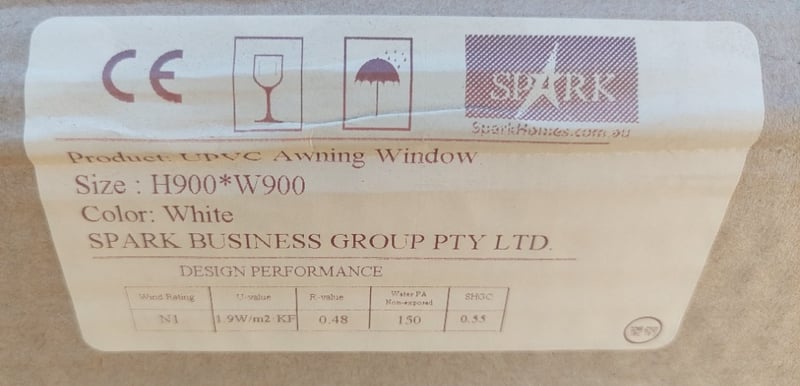 CE
SPARK
SparkHomes.com.au
Product: UPVC Awning Window
Size : H900*W900
Color: White
SPARK BUSINESS GROUP PTY LTD.
DESIGN PERFORMANCE
Wind Rating U-value R-value Water PA Non-exposed SHGC
N1 1.9W/m2 KF 0.48 150 0.55